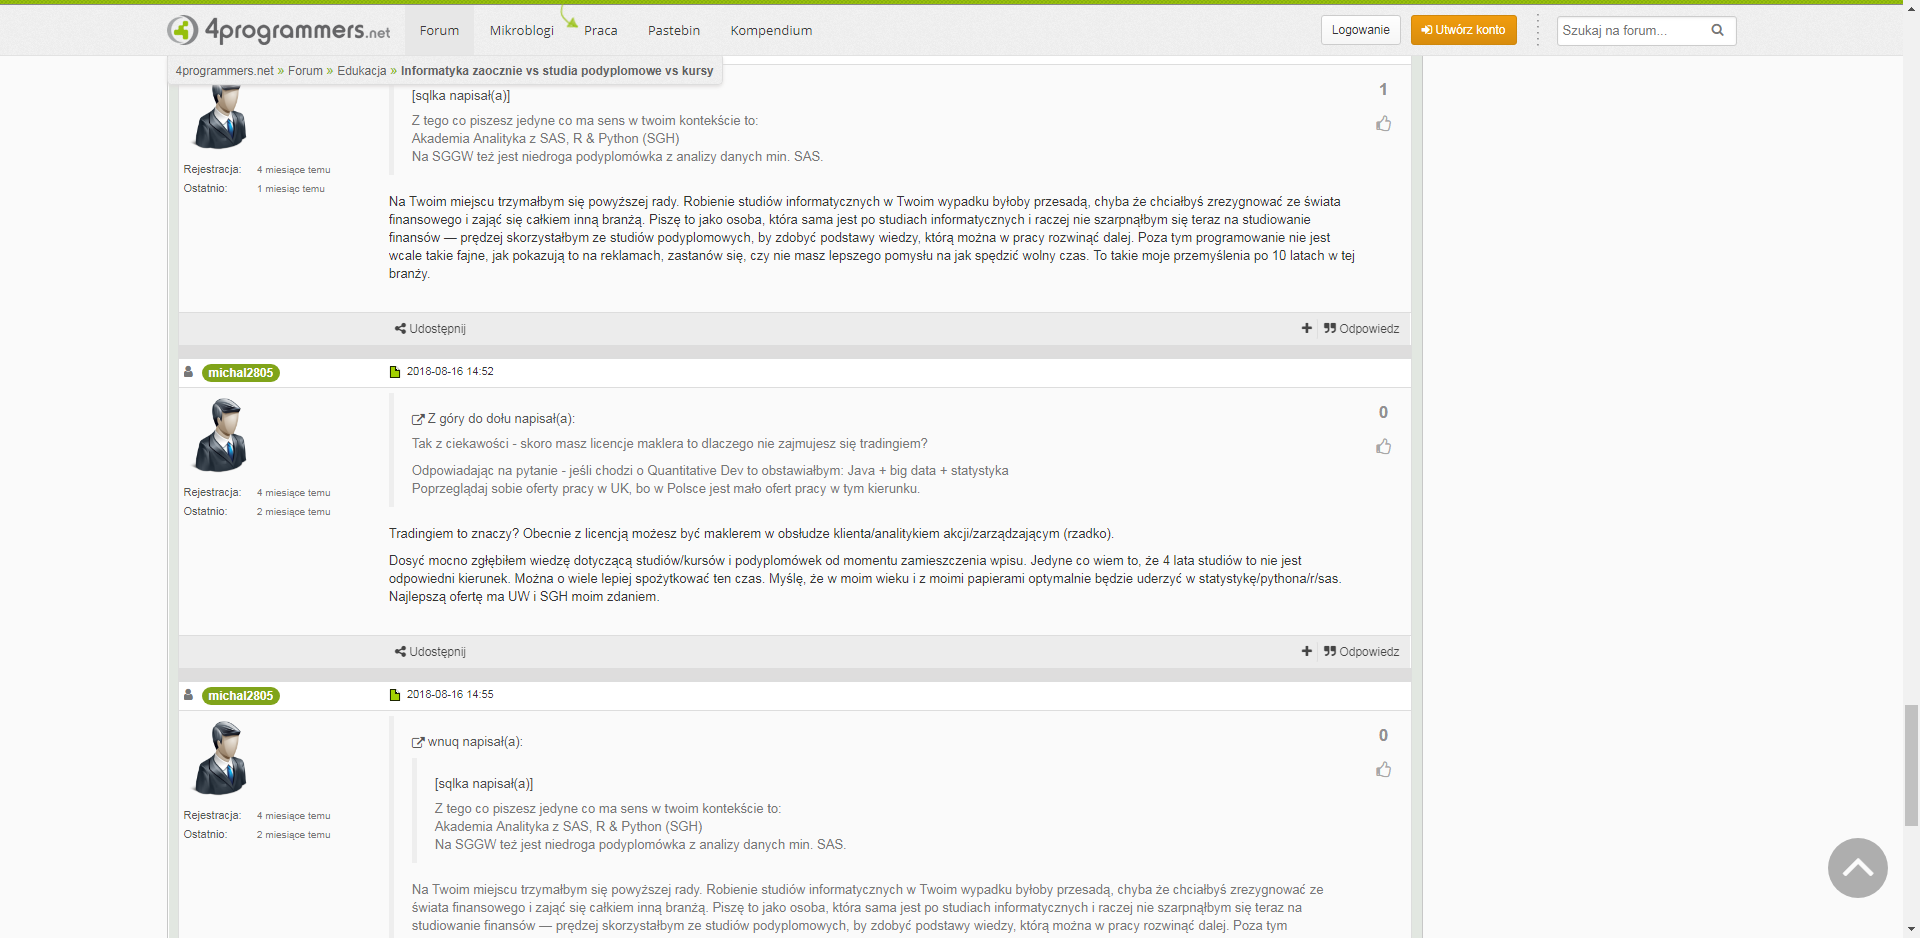 4programmers.net
Forum
Mikroblogi
Praca
Pastebin
Kompendium
Logowanie
Utwórz konto
Szukaj na forum...
4programmers.net » Forum » Edukacja » Informatyka zaocznie vs studia podyplomowe vs kursy
[sqlka napisał(a)]
1
Z tego co piszesz jedyne co ma sens w twoim kontekście to:
Akademia Analityka z SAS, R & Python (SGH)
Na SGGW też jest niedroga podyplomówka z analizy danych min. SAS.
Rejestracja: 4 miesiące temu
Ostatnio: 1 miesiąc temu
Na Twoim miejscu trzymałbym się powyższej rady. Robienie studiów informatycznych w Twoim wypadku byłoby przesadą, chyba że chciałbyś zrezygnować ze świata
finansowego i zająć się całkiem inną branżą. Piszę to jako osoba, która sama jest po studiach informatycznych i raczej nie szarpnąłbym się teraz na studiowanie
finansów — prędzej skorzystałbym ze studiów podyplomowych, by zdobyć podstawy wiedzy, którą można w pracy rozwinąć dalej. Poza tym programowanie nie jest
wcale takie fajne, jak pokazują to na reklamach, zastanów się, czy nie masz lepszego pomysłu na jak spędzić wolny czas. To takie moje przemyślenia po 10 latach w tej
branży.
Udostępnij
Odpowiedz
michal2805
2018-08-16 14:52
Z góry do dołu napisał(a):
0
Tak z ciekawości - skoro masz licencje maklera to dlaczego nie zajmujesz się tradingiem?
Odpowiadając na pytanie - jeśli chodzi o Quantitative Dev to obstawiałbym: Java + big data + statystyka
Poprzeglądaj sobie oferty pracy w UK, bo w Polsce jest mało ofert pracy w tym kierunku.
Rejestracja: 4 miesiące temu
Ostatnio: 2 miesiące temu
Tradingiem to znaczy? Obecnie z licencją możesz być maklerem w obsłudze klienta/analitykiem akcji/zarządzającym (rzadko).
Dosyć mocno zgłębiłem wiedzę dotyczącą studiów/kursów i podyplomówek od momentu zamieszczenia wpisu. Jedyne co wiem to, że 4 lata studiów to nie jest
odpowiedni kierunek. Można o wiele lepiej spożytkować ten czas. Myślę, że w moim wieku i z moimi papierami optymalnie będzie uderzyć w statystykę/pythona/r/sas.
Najlepszą ofertę ma UW i SGH moim zdaniem.
Udostępnij
Odpowiedz
michal2805
2018-08-16 14:55
wnuq napisał(a):
0
[sqlka napisał(a)]
Z tego co piszesz jedyne co ma sens w twoim kontekście to:
Akademia Analityka z SAS, R & Python (SGH)
Na SGGW też jest niedroga podyplomówka z analizy danych min. SAS.
Rejestracja: 4 miesiące temu
Ostatnio: 2 miesiące temu
Na Twoim miejscu trzymałbym się powyższej rady. Robienie studiów informatycznych w Twoim wypadku byłoby przesadą, chyba że chciałbyś zrezygnować ze
świata finansowego i zająć się całkiem inną branżą. Piszę to jako osoba, która sama jest po studiach informatycznych i raczej nie szarpnąłbym się teraz na
studiowanie finansów — prędzej skorzystałbym ze studiów podyplomowych, by zdobyć podstawy wiedzy, którą można w pracy rozwinąć dalej. Poza tym